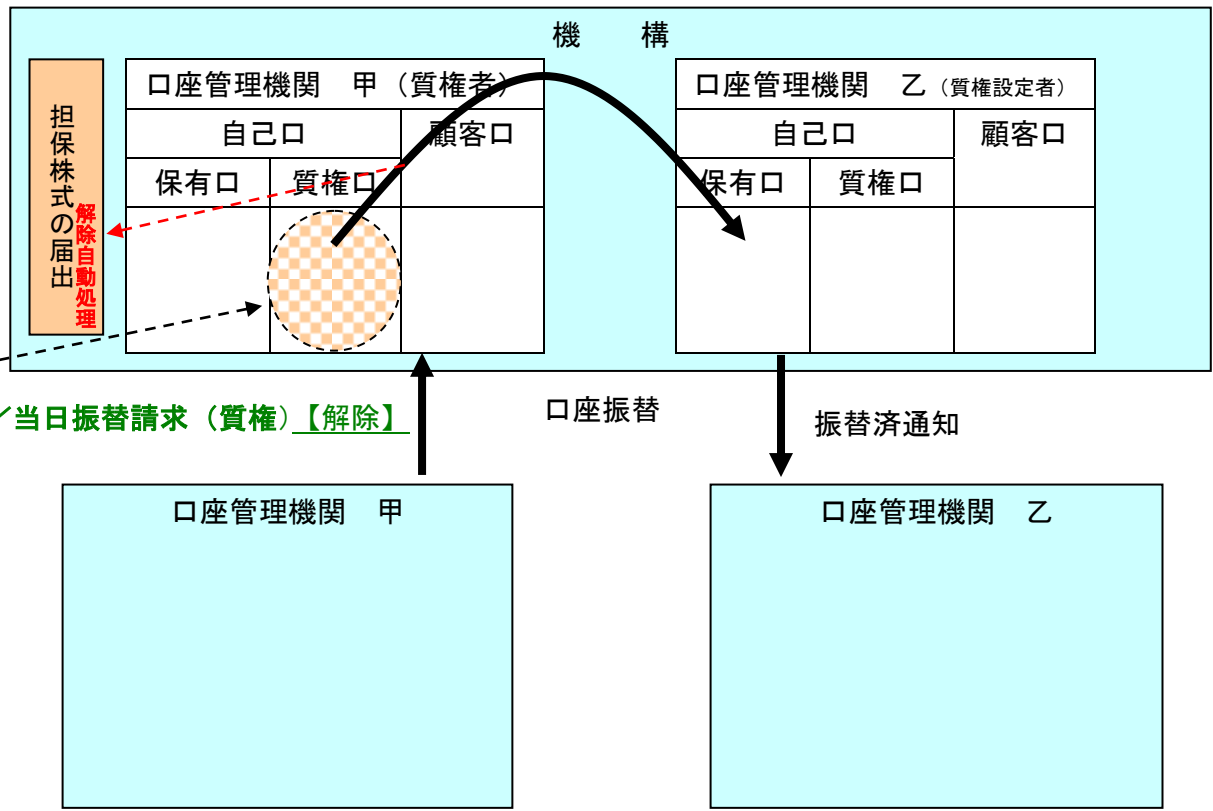 機 構
担保株式の届出
解除自動処理
口座管理機関 甲（質権者）
自己口
顧客口
保有口
質権口
口座管理機関 乙（質権設定者）
自己口
顧客口
保有口
質権口
／当日振替請求（質権）【解除】
口座振替
振替済通知
口座管理機関 甲
口座管理機関 乙